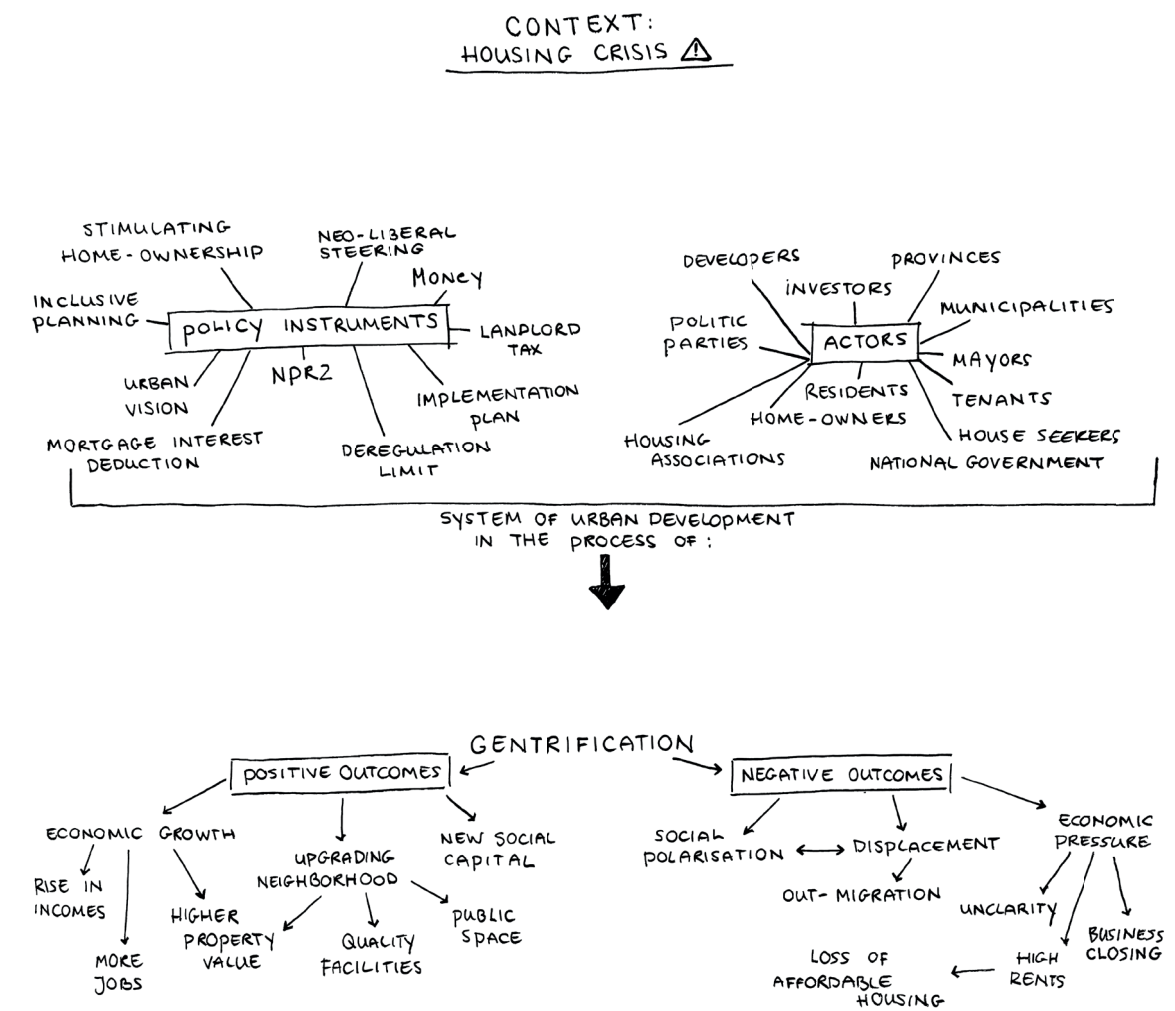 CONTEXT:
HOUSING CRISIS
STIMULATING
HOME-OWNERSHIP
NEO-LIBERAL
STEERING
MONEY
INCLUSIVE
PLANNING
POLICY INSTRUMENTS
LANDLORD
TAX
URBAN
VISION
NPRZ
IMPLEMENTATION
PLAN
MORTGAGE INTEREST
DEDUCTION
DEREGULATION
LIMIT
DEVELOPERS
PROVINCES
INVESTORS
MUNICIPALITIES
POLITIC
PARTIES
ACTORS
MAYORS
RESIDENTS
TENANTS
HOME-OWNERS
HOUSING
ASSOCIATIONS
HOUSE SEEKERS
NATIONAL GOVERNMENT
SYSTEM OF URBAN DEVELOPMENT
IN THE PROCESS OF:
GENTRIFICATION
POSITIVE OUTCOMES
ECONOMIC GROWTH
RISE IN
INCOMES
MORE
JOBS
HIGHER
PROPERTY
VALUE
UPGRADING
NEIGHBORHOOD
QUALITY
FACILITIES
PUBLIC
SPACE
NEW SOCIAL
CAPITAL
NEGATIVE OUTCOMES
SOCIAL
POLARISATION
DISPLACEMENT
OUT-MIGRATION
ECONOMIC
PRESSURE
UNCLARITY
HIGH
RENTS
BUSINESS
CLOSING
LOSS OF
AFFORDABLE
HOUSING